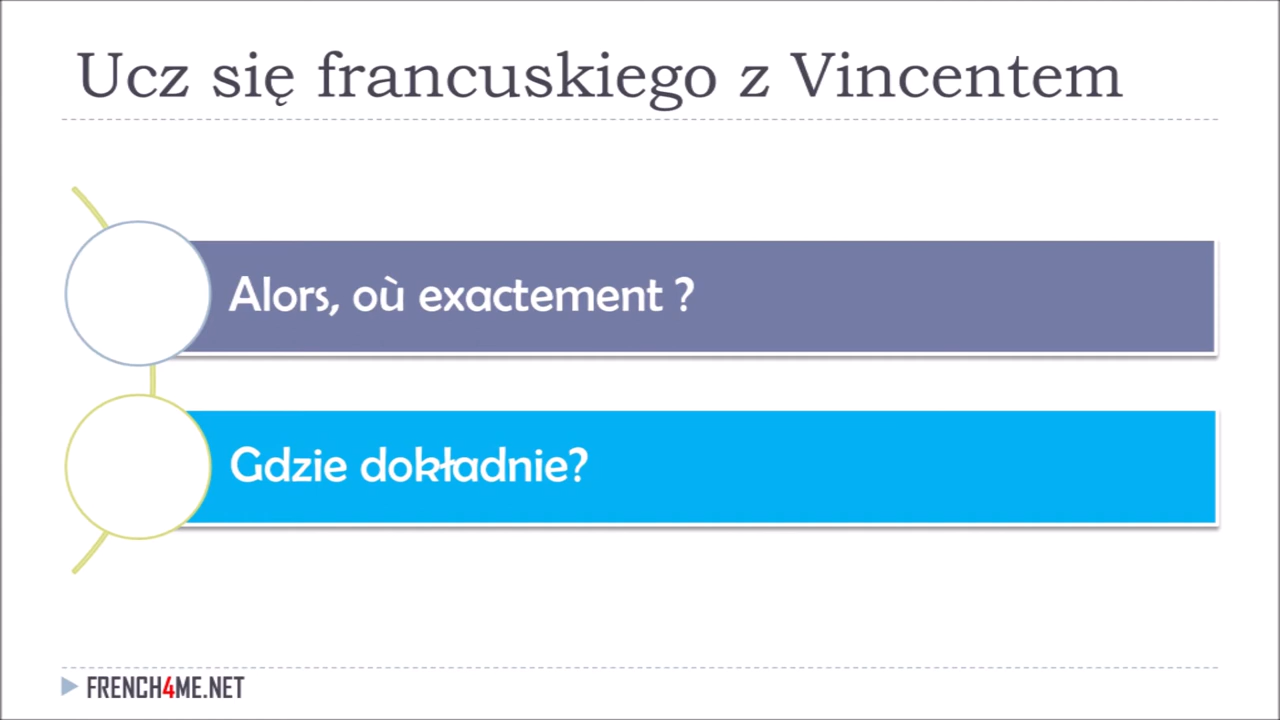 Ucz się francuskiego z Vincentem
Alors, où exactement ?
Gdzie dokładnie?
FRENCH4ME.NET